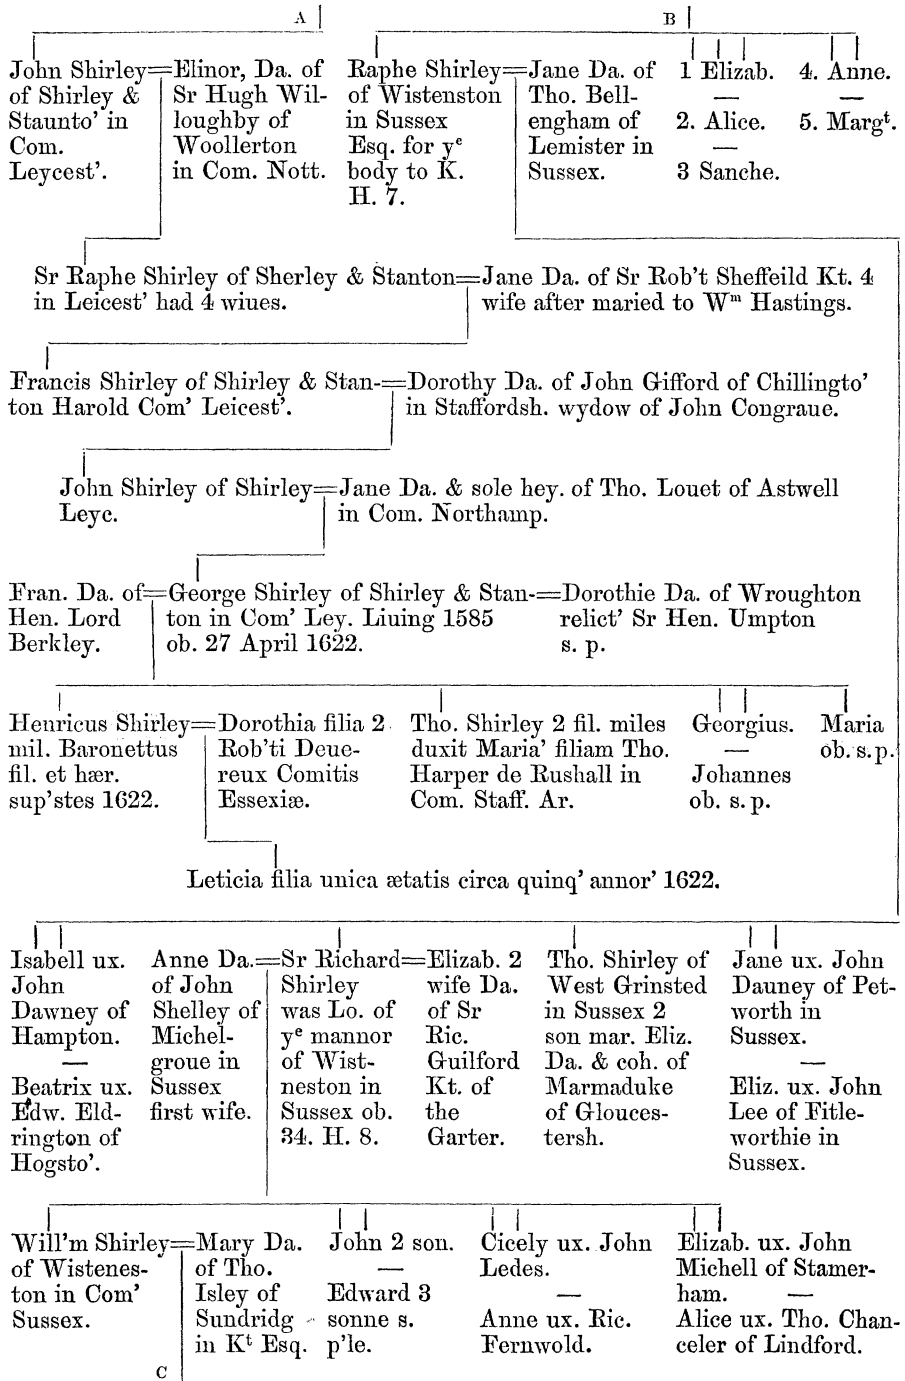 A
B
John Shirley=Elinor, Da. of
of Shirley & Sr Hugh Wil-
Staunto' in loughby of
Com. Woollerton
Leycest'. in Com. Nott.
Raphe Shirley=Jane Da. of
of Wistenston Tho. Bell-
in Sussex engham of
Esq. for yᵉ Lemister in
body to K. Sussex.
H. 7.
1 Elizab.
—
2. Alice.
—
3 Sanche.
4. Anne.
—
5. Margᵗ.
Sr Raphe Shirley of Sherley & Stanton=Jane Da. of Sr Rob't Sheffeild Kt. 4
in Leicest' had 4 wiues. wife after maried to Wᵐ Hastings.
Francis Shirley of Shirley & Stan-=Dorothy Da. of John Gifford of Chillingto'
ton Harold Com' Leicest'. in Staffordsh. wydow of John Congraue.
John Shirley of Shirley=Jane Da. & sole hey. of Tho. Louet of Astwell
Leyc. in Com. Northamp.
Fran. Da. of=George Shirley of Shirley & Stan-=Dorothie Da. of Wroughton
Hen. Lord ton in Com' Ley. Liuing 1585 relict' Sr Hen. Umpton
Berkley. ob. 27 April 1622. s. p.
Henricus Shirley=Dorothia filia 2
mil. Baronettus Rob'ti Deue-
fil. et hær. reux Comitis
sup'stes 1622. Essexiæ.
Tho. Shirley 2 fil. miles
duxit Maria' filiam Tho.
Harper de Rushall in
Com. Staff. Ar.
Georgius.
—
Johannes
ob. s. p.
Maria
ob. s. p.
Leticia filia unica ætatis circa quinq' annor' 1622.
Isabell ux.
John
Dawney of
Hampton.
—
Beatrix ux.
Edw. Eld-
rington of
Hogsto'.
Anne Da.=Sr Richard=Elizab. 2
of John Shirley wife Da.
Shelley of was Lo. of of Sr
Michel- yᵉ mannor Ric.
groue in of Wist- Guilford
Sussex neston in Kt. of
first wife. Sussex ob. the
34. H. 8. Garter.
Tho. Shirley of
West Grinsted
in Sussex 2
son mar. Eliz.
Da. & coh. of
Marmaduke
of Glouces-
tersh.
Jane ux. John
Dauney of Pet-
worth in
Sussex.
—
Eliz. ux. John
Lee of Fitle-
worthie in
Sussex.
Will'm Shirley=Mary Da.
of Wistenes- of Tho.
ton in Com' Isley of
Sussex. Sundridg
in Kᵗ Esq.
John 2 son.
—
Edward 3
sonne s.
p'le.
Cicely ux. John
Ledes.
—
Anne ux. Ric.
Fernwold.
Elizab. ux. John
Michell of Stamer-
ham. —
Alice ux. Tho. Chan-
celer of Lindford.
C